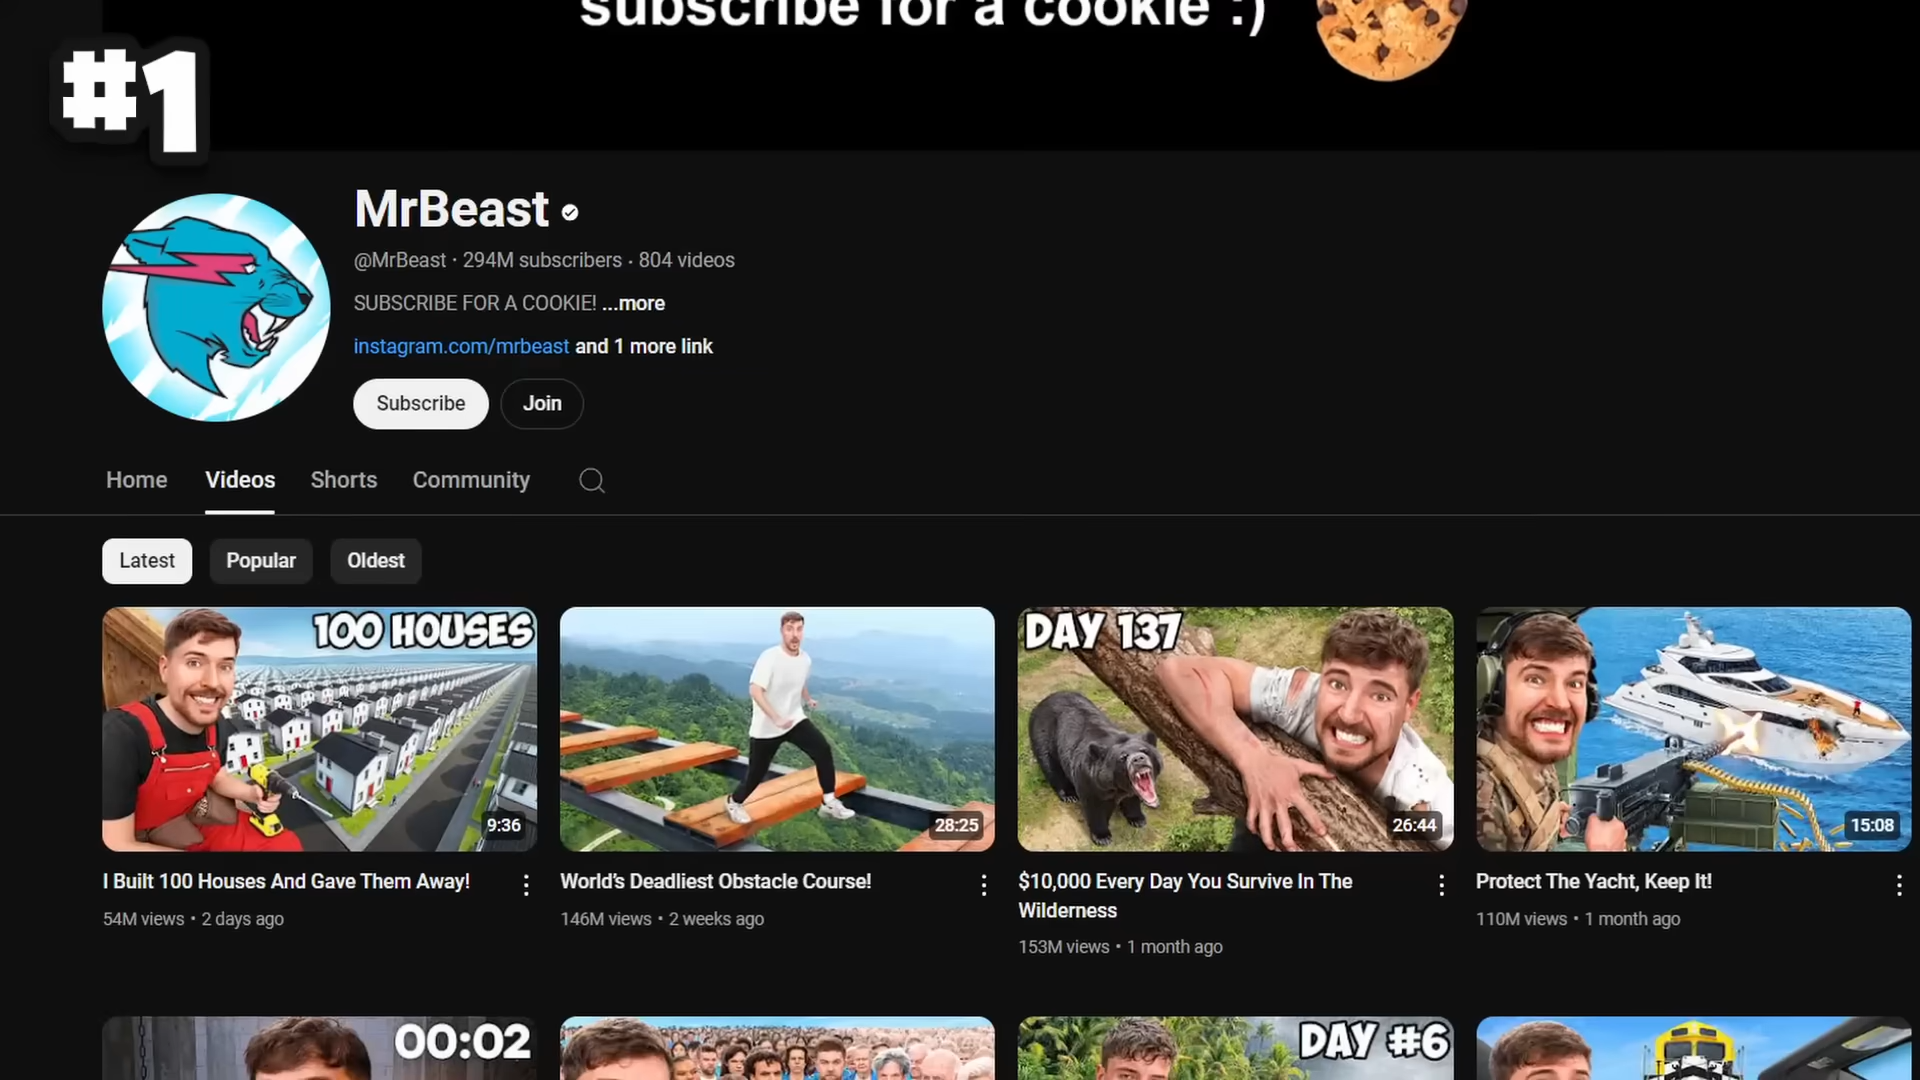 subscribe for a cookie :)
#1
MrBeast
@MrBeast · 294M subscribers · 804 videos
SUBSCRIBE FOR A COOKIE! ...more
instagram.com/mrbeast and 1 more link
Subscribe Join
Home Videos Shorts Community
Latest Popular Oldest
100 HOUSES
DAY 137
9:36
28:25
26:44
15:08
I Built 100 Houses And Gave Them Away!
54M views • 2 days ago
World's Deadliest Obstacle Course!
146M views • 2 weeks ago
$10,000 Every Day You Survive In The
Wilderness
153M views • 1 month ago
Protect The Yacht, Keep It!
110M views • 1 month ago
00:02
DAY #6